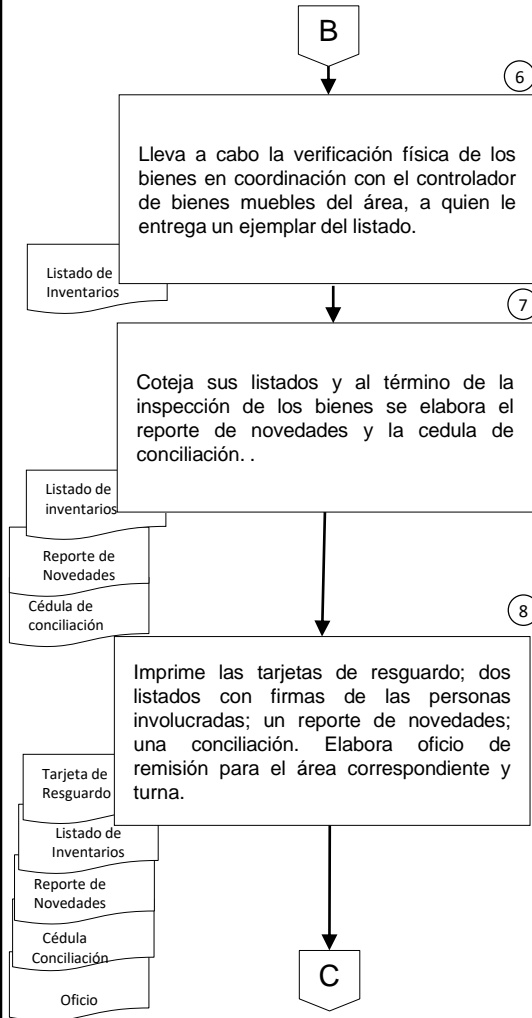 B
6
Lleva a cabo la verificación física de los
bienes en coordinación con el controlador
de bienes muebles del área, a quien le
entrega un ejemplar del listado.
Listado de
Inventarios
7
Coteja sus listados y al término de la
inspección de los bienes se elabora el
reporte de novedades y la cedula de
conciliación. .
Listado de
inventarios
Reporte de
Novedades
Cédula de
conciliación
8
Imprime las tarjetas de resguardo; dos
listados con firmas de las personas
involucradas; un reporte de novedades;
una conciliación. Elabora oficio de
remisión para el área correspondiente y
turna.
Tarjeta de
Resguardo
Listado de
Inventarios
Reporte de
Novedades
Cédula
Conciliación
Oficio
C